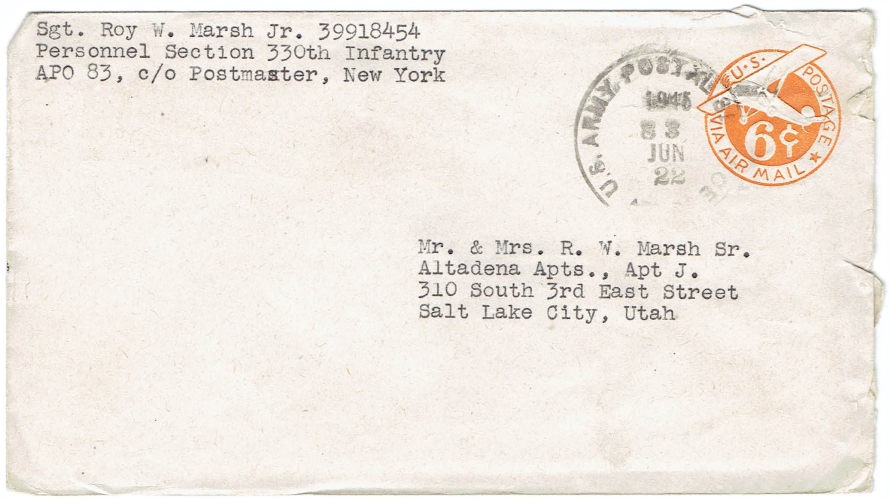 Sgt. Roy W. Marsh Jr. 39918454
Personnel Section 330th Infantry
APO 83, c/o Postmaster, New York
U.S. ARMY POSTAL
1945
83
JUN
22
U.S. POSTAGE
6¢
VIA AIR MAIL
Mr. & Mrs. R. W. Marsh Sr.
Altadena Apts., Apt J.
310 South 3rd East Street
Salt Lake City, Utah